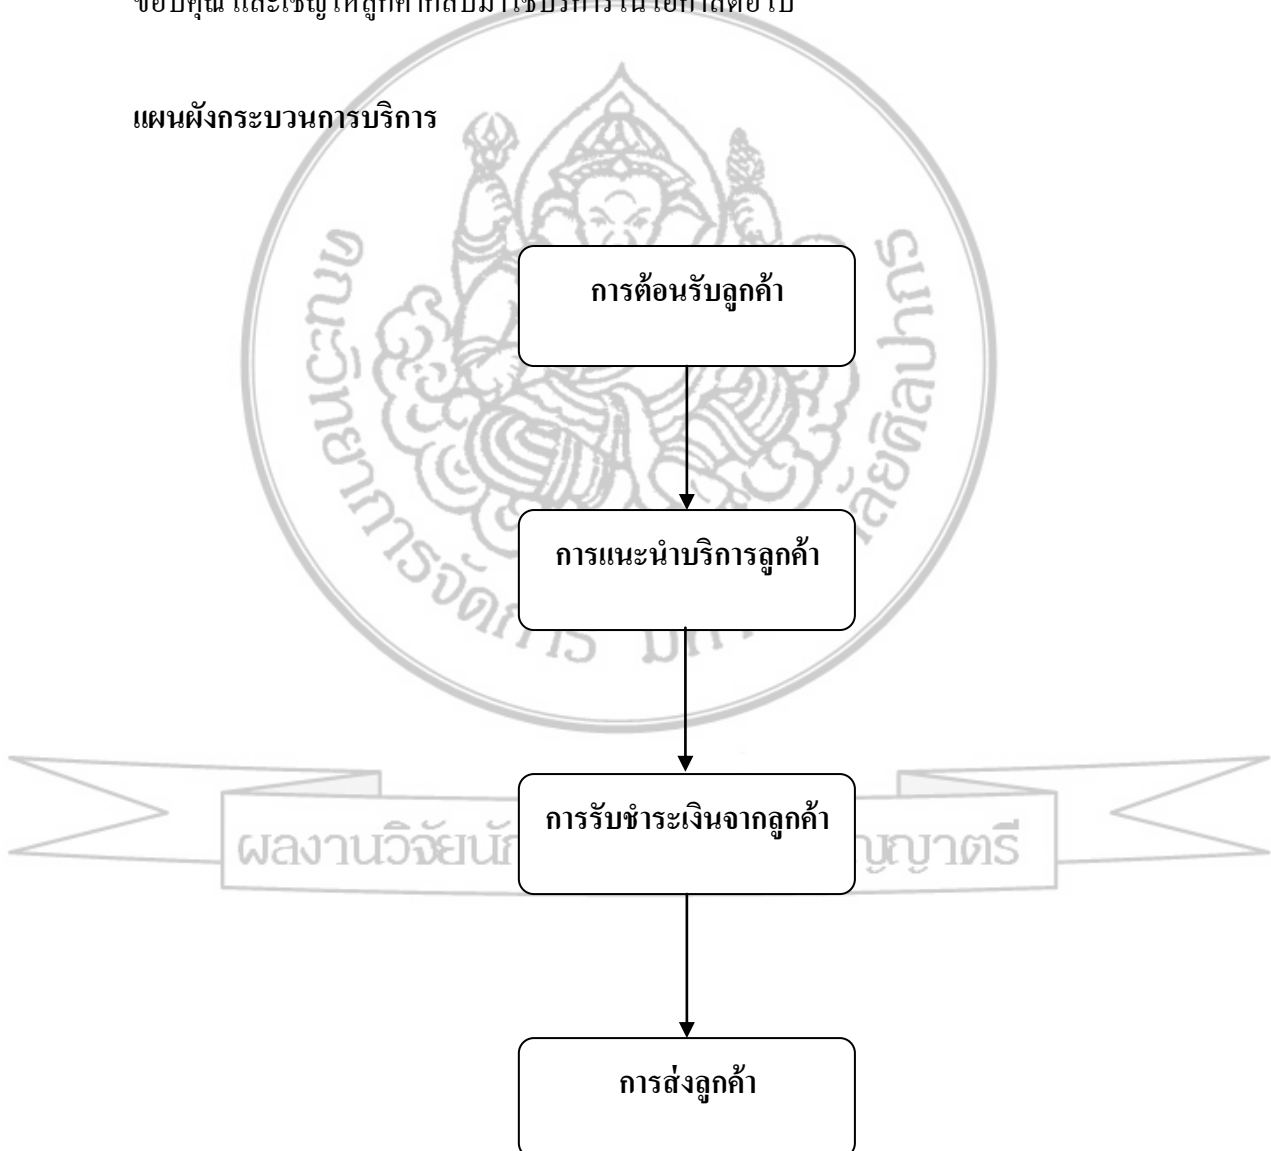 ขอบคุณ และเชิญให้ลูกค้ากลับมาใช้บริการในโอกาสต่อไป
แผนผังกระบวนการบริการ
การต้อนรับลูกค้า
การแนะนำบริการลูกค้า
การรับชำระเงินจากลูกค้า
การส่งลูกค้า
ผลงานวิจัยนัก
ญญาตรี